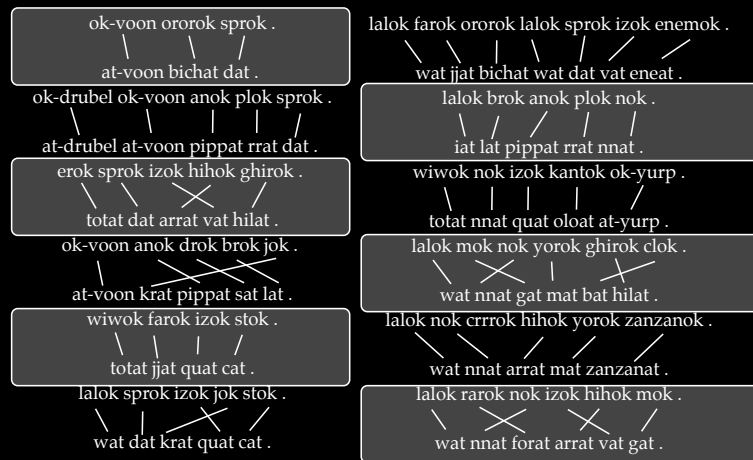 ok-voon ororok sprok .
at-voon bichat dat .
ok-drubel ok-voon anok plok sprok .
at-drubel at-voon pippat rrat dat .
erok sprok izok hihok ghirok .
totat dat arrat vat hilat .
ok-voon anok drok brok jok .
at-voon krat pippat sat lat .
wiwok farok izok stok .
totat jjat quat cat .
lalok sprok izok jok stok .
wat dat krat quat cat .
lalok farok ororok lalok sprok izok enemok .
wat jjat bichat wat dat vat eneat .
lalok brok anok plok nok .
iat lat pippat rrat nnat .
wiwok nok izok kantok ok-yurp .
totat nnat quat oloat at-yurp .
lalok mok nok yorok ghirok clok .
wat nnat gat mat bat hilat .
lalok nok crrrok hihok yorok zanzanok .
wat nnat arrat mat zanzanat .
lalok rarok nok izok hihok mok .
wat nnat forat arrat vat gat .